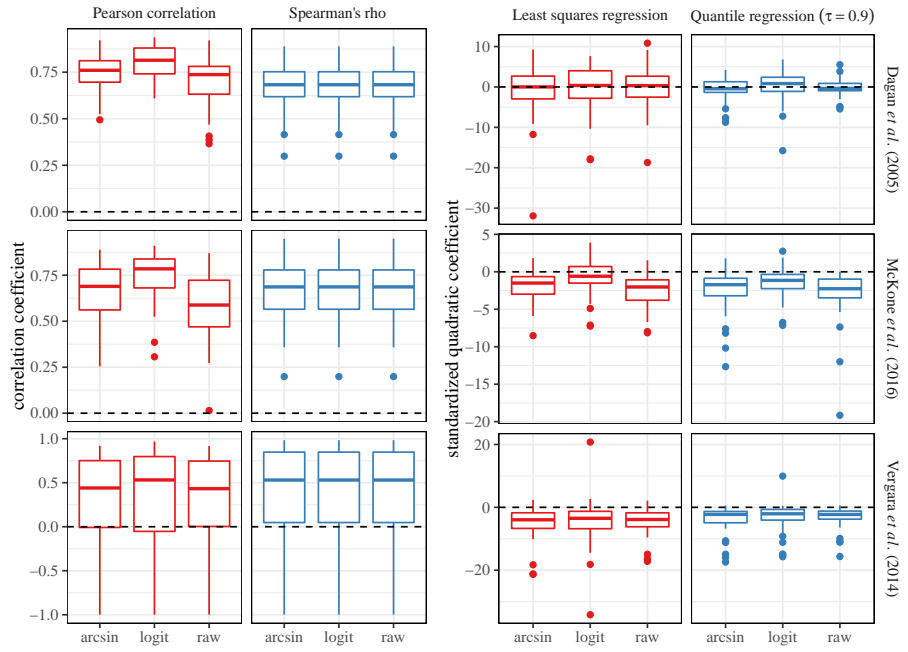 Pearson correlation
Spearman's rho
correlation coefficient
0.75
0.50
0.25
0.00
0.75
0.50
0.25
0.00
1.0
0.5
0.0
−0.5
−1.0
arcsin logit raw
arcsin logit raw
Least squares regression
Quantile regression (τ = 0.9)
standardized quadratic coefficient
10
0
−10
−20
−30
5
0
−5
−10
−15
−20
20
0
−20
arcsin logit raw
arcsin logit raw
Dagan et al. (2005)
McKone et al. (2016)
Vergara et al. (2014)